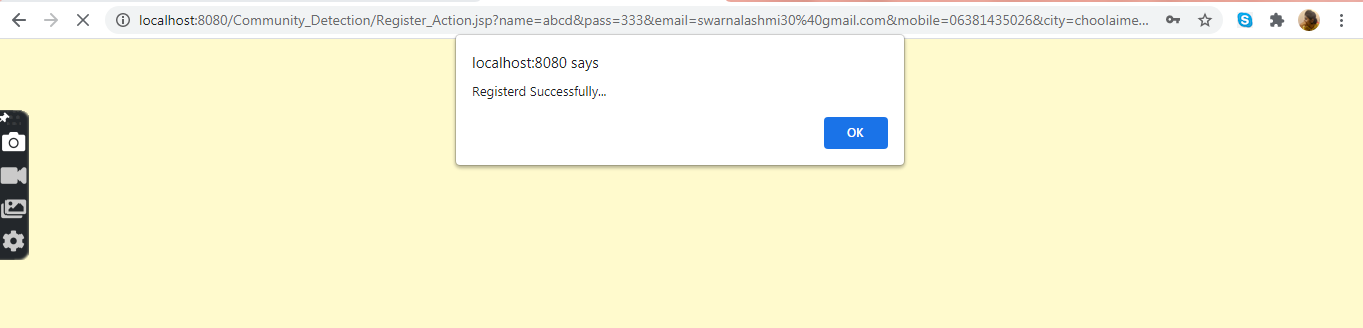 localhost:8080/Community_Detection/Register_Action.jsp?name=abcd&pass=333&email=swarnalashmi30%40gmail.com&mobile=06381435026&city=choolaime...
localhost:8080 says
Registerd Successfully...
OK